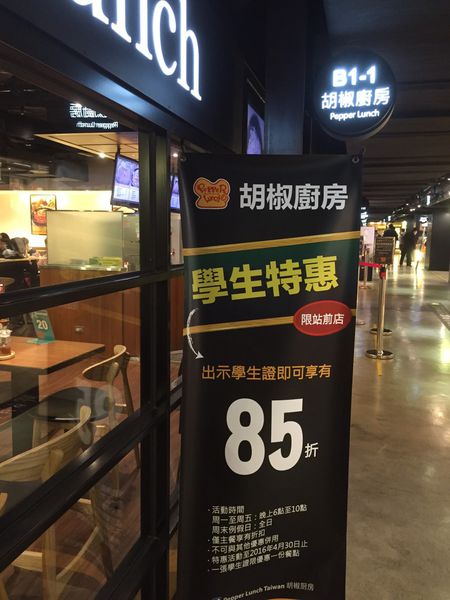 unch
B1-1
胡椒廚房
Pepper Lunch
PEPPER Lunch 胡椒廚房
學生特惠
限站前店
出示學生證即可享有
85折
·活動時間
周一至周五：晚上6點至10點
周末例假日：全日
·僅主餐享有折扣
·不可與其他優惠併用
·特惠活動至2016年4月30日止
·一張學生證限優惠一份餐點
Pepper Lunch Taiwan 胡椒廚房
20